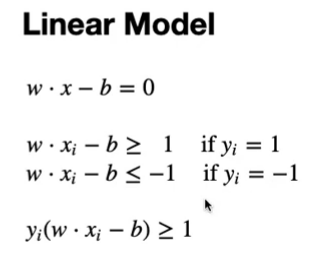 Linear Model
w · x − b = 0
w · xᵢ − b ≥ 1 if yᵢ = 1
w · xᵢ − b ≤ −1 if yᵢ = −1
yᵢ(w · xᵢ − b) ≥ 1